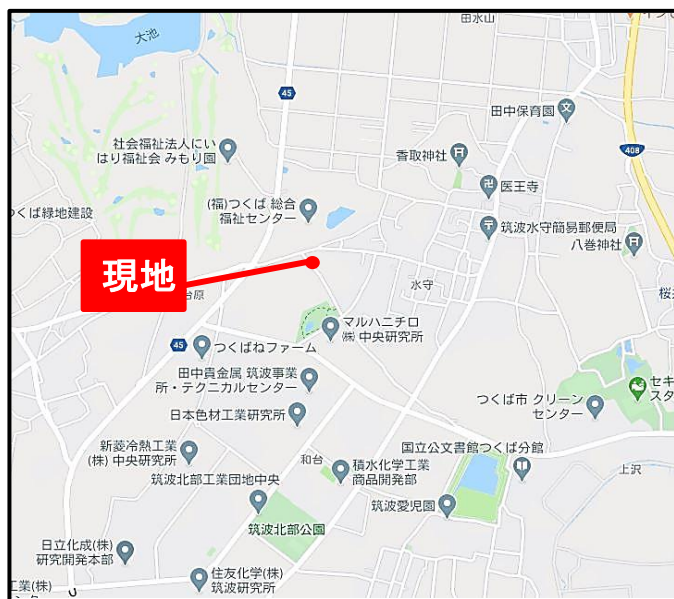 大池
田水山
45
田中保育園
社会福祉法人にい
はり福祉会 みもり園
香取神社
408
医王寺
(福)つくば 総合
福祉センター
つくば緑地建設
筑波水守簡易郵便局
八巻神社
現地
水守
台原
桜井
マルハニチロ
㈱ 中央研究所
45
つくばねファーム
田中貴金属 筑波事業
所・テクニカルセンター
セキ
スタ
日本色材工業研究所
つくば市 クリーン
センター
新菱冷熱工業
(株) 中央研究所
和台
積水化学工業
商品開発部
国立公文書館つくば分館
上沢
筑波北部工業団地中央
筑波愛児園
筑波北部公園
日立化成(株)
研究開発本部
住友化学(株)
筑波研究所
工業(株)